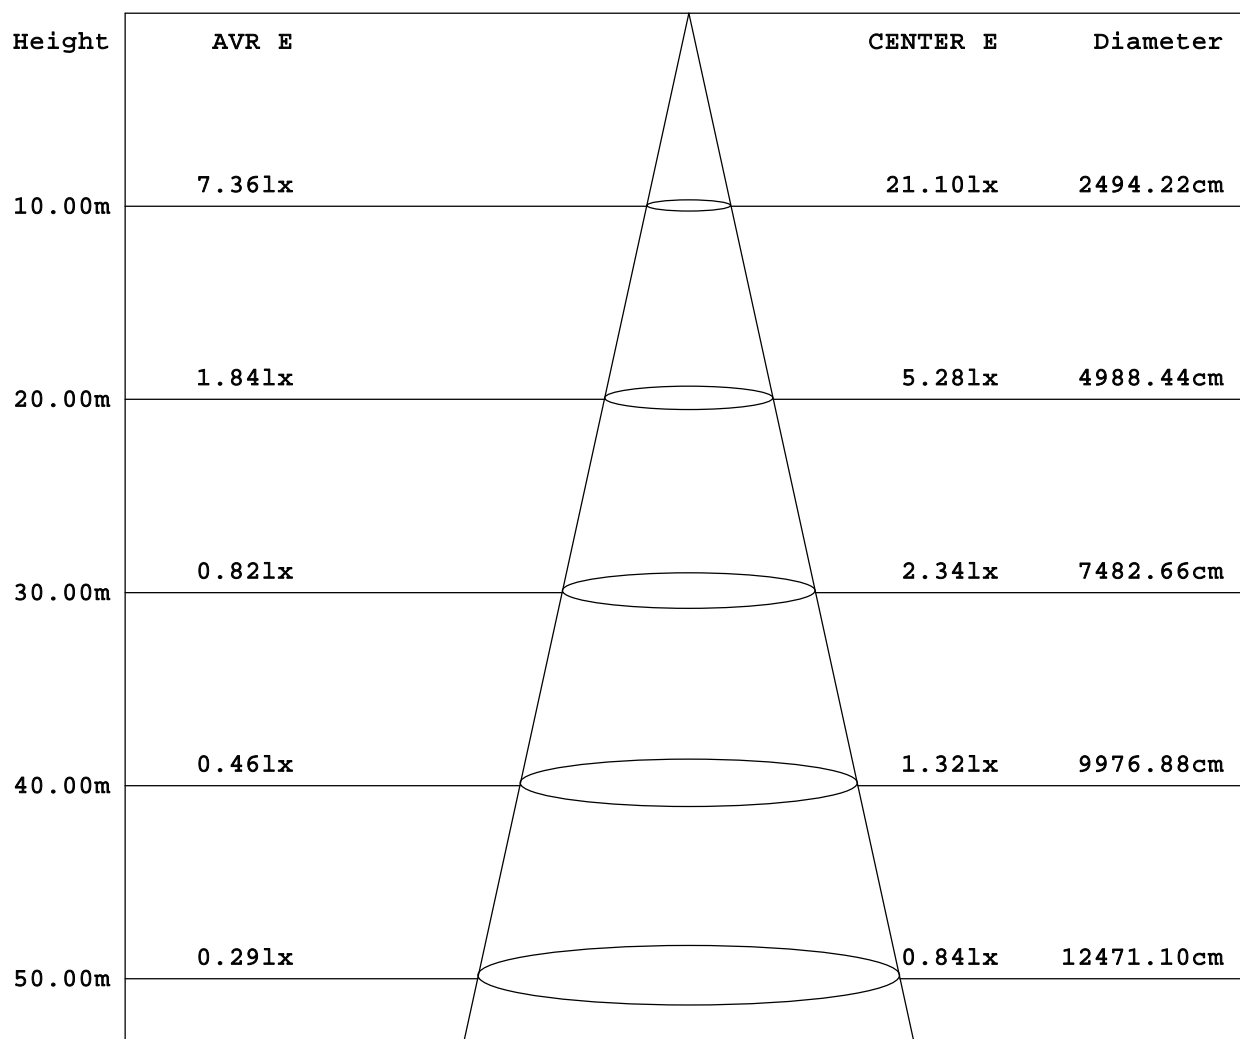 Height AVR E CENTER E Diameter
7.36lx 21.10lx 2494.22cm
10.00m
1.84lx 5.28lx 4988.44cm
20.00m
0.82lx 2.34lx 7482.66cm
30.00m
0.46lx 1.32lx 9976.88cm
40.00m
0.29lx 0.84lx 12471.10cm
50.00m